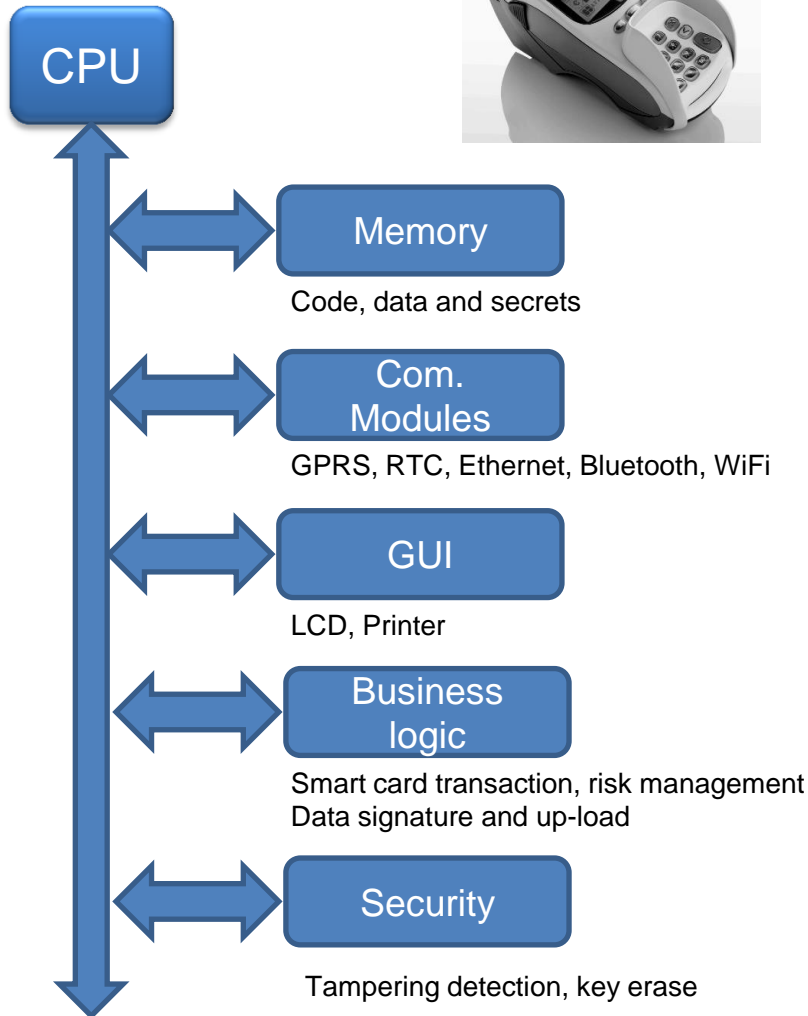 CPU
Memory
Code, data and secrets
Com.
Modules
GPRS, RTC, Ethernet, Bluetooth, WiFi
GUI
LCD, Printer
Business
logic
Smart card transaction, risk management
Data signature and up-load
Security
Tampering detection, key erase